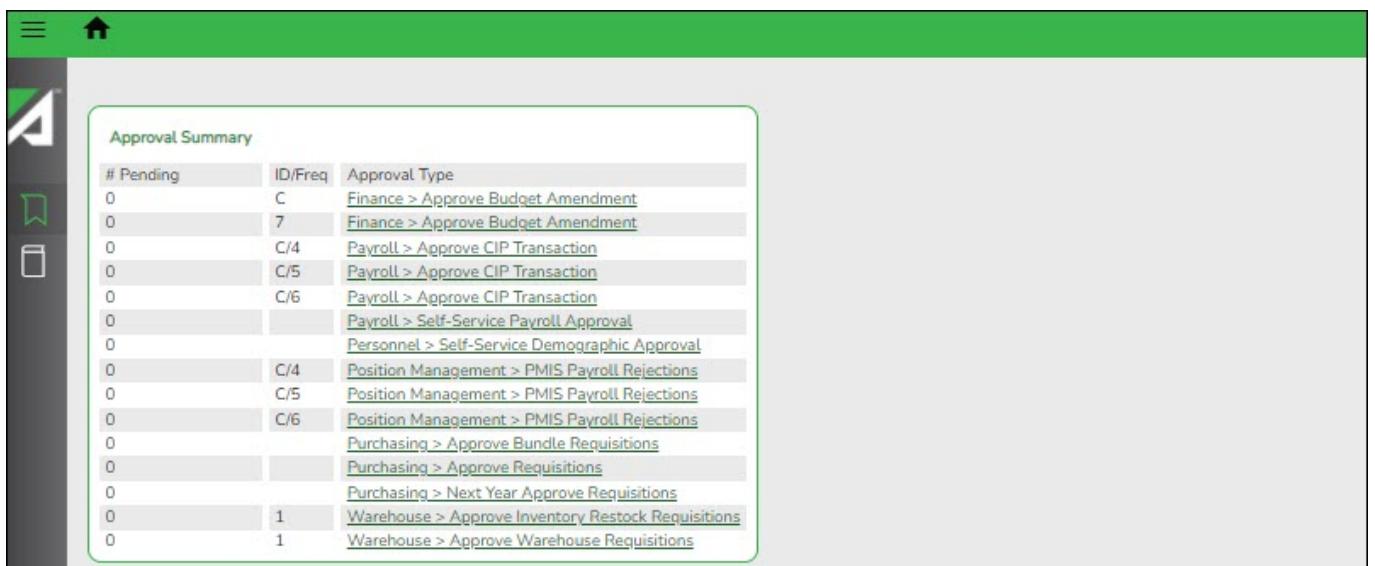 Approval Summary
# Pending ID/Freq Approval Type
0 C Finance > Approve Budget Amendment
0 7 Finance > Approve Budget Amendment
0 C/4 Payroll > Approve CIP Transaction
0 C/5 Payroll > Approve CIP Transaction
0 C/6 Payroll > Approve CIP Transaction
0 Payroll > Self-Service Payroll Approval
0 Personnel > Self-Service Demographic Approval
0 C/4 Position Management > PMIS Payroll Rejections
0 C/5 Position Management > PMIS Payroll Rejections
0 C/6 Position Management > PMIS Payroll Rejections
0 Purchasing > Approve Bundle Requisitions
0 Purchasing > Approve Requisitions
0 Purchasing > Next Year Approve Requisitions
0 1 Warehouse > Approve Inventory Restock Requisitions
0 1 Warehouse > Approve Warehouse Requisitions